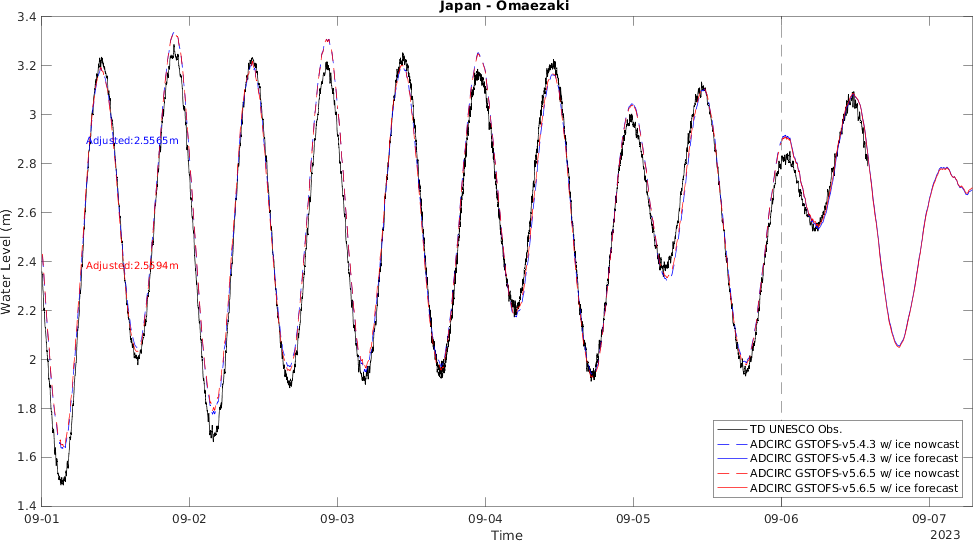 Japan - Omaezaki
3.4
3.2
3
2.8
2.6
2.4
2.2
2
1.8
1.6
1.4
Water Level (m)
Adjusted:2.5565m
Adjusted:2.5594m
TD UNESCO Obs.
ADCIRC GSTOFS-v5.4.3 w/ ice nowcast
ADCIRC GSTOFS-v5.4.3 w/ ice forecast
ADCIRC GSTOFS-v5.6.5 w/ ice nowcast
ADCIRC GSTOFS-v5.6.5 w/ ice forecast
09-01 09-02 09-03 09-04 09-05 09-06 09-07
Time
2023